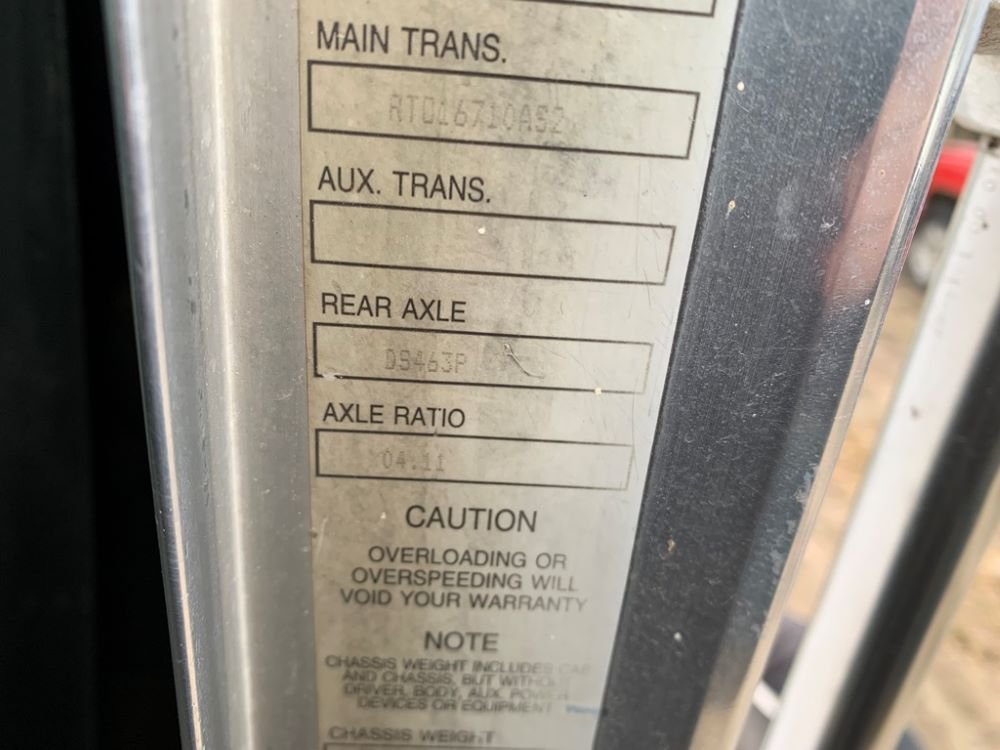 MAIN TRANS.
RTO16710AS2
AUX. TRANS.
REAR AXLE
DS463P
AXLE RATIO
04.11
CAUTION
OVERLOADING OR
OVERSPEEDING WILL
VOID YOUR WARRANTY
NOTE
CHASSIS WEIGHT INCLUDES CAB
AND CHASSIS, BUT WITHOUT
DRIVER, BODY, AUX. POWER
DEVICES OR EQUIPMENT
CHASSIS WEIGHT